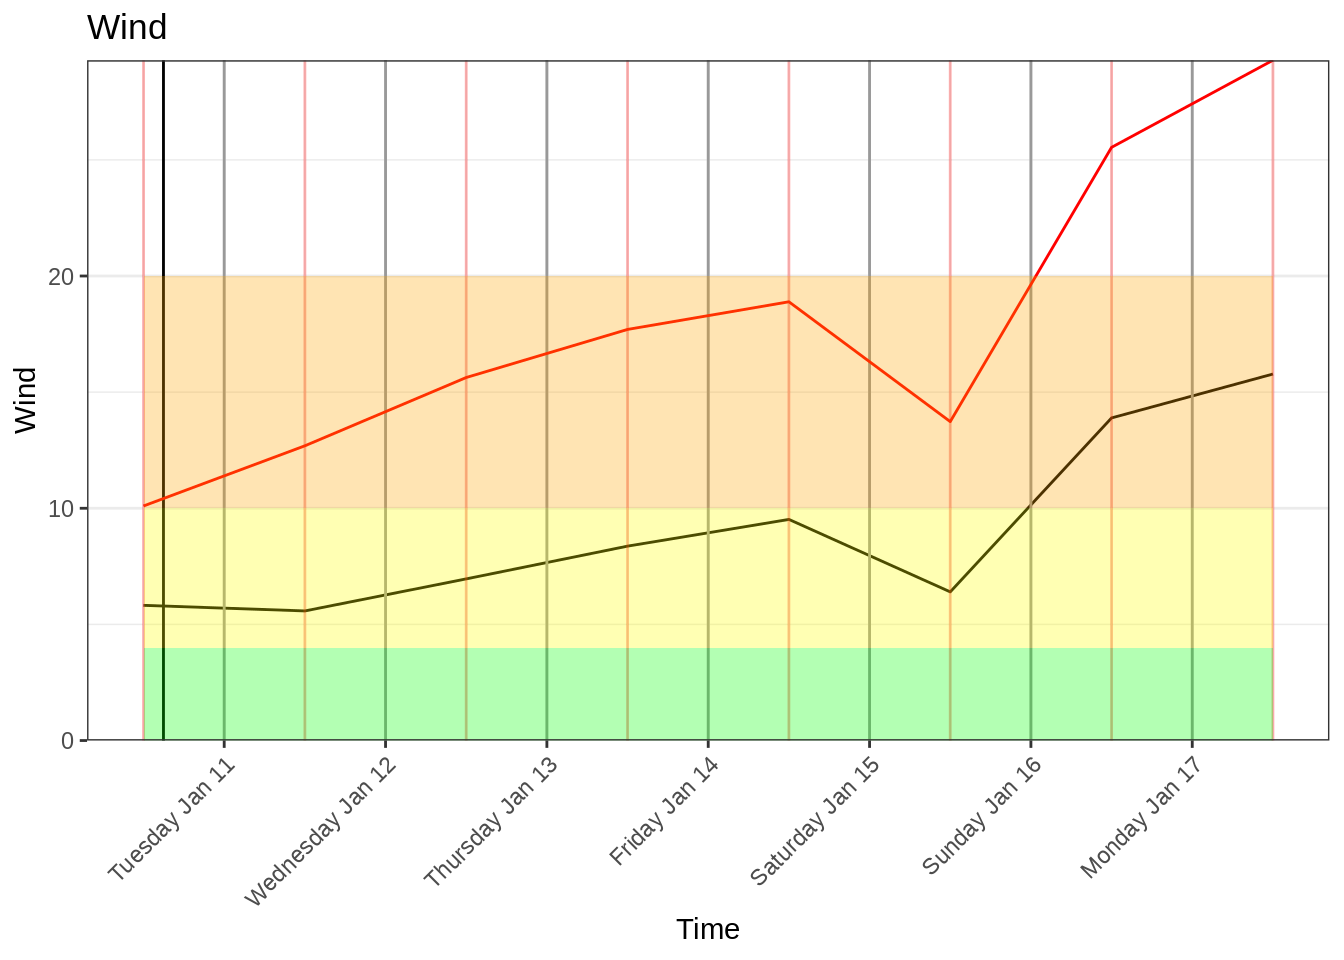 Wind
Wind
20
10
0
Tuesday Jan 11
Wednesday Jan 12
Thursday Jan 13
Friday Jan 14
Saturday Jan 15
Sunday Jan 16
Monday Jan 17
Time